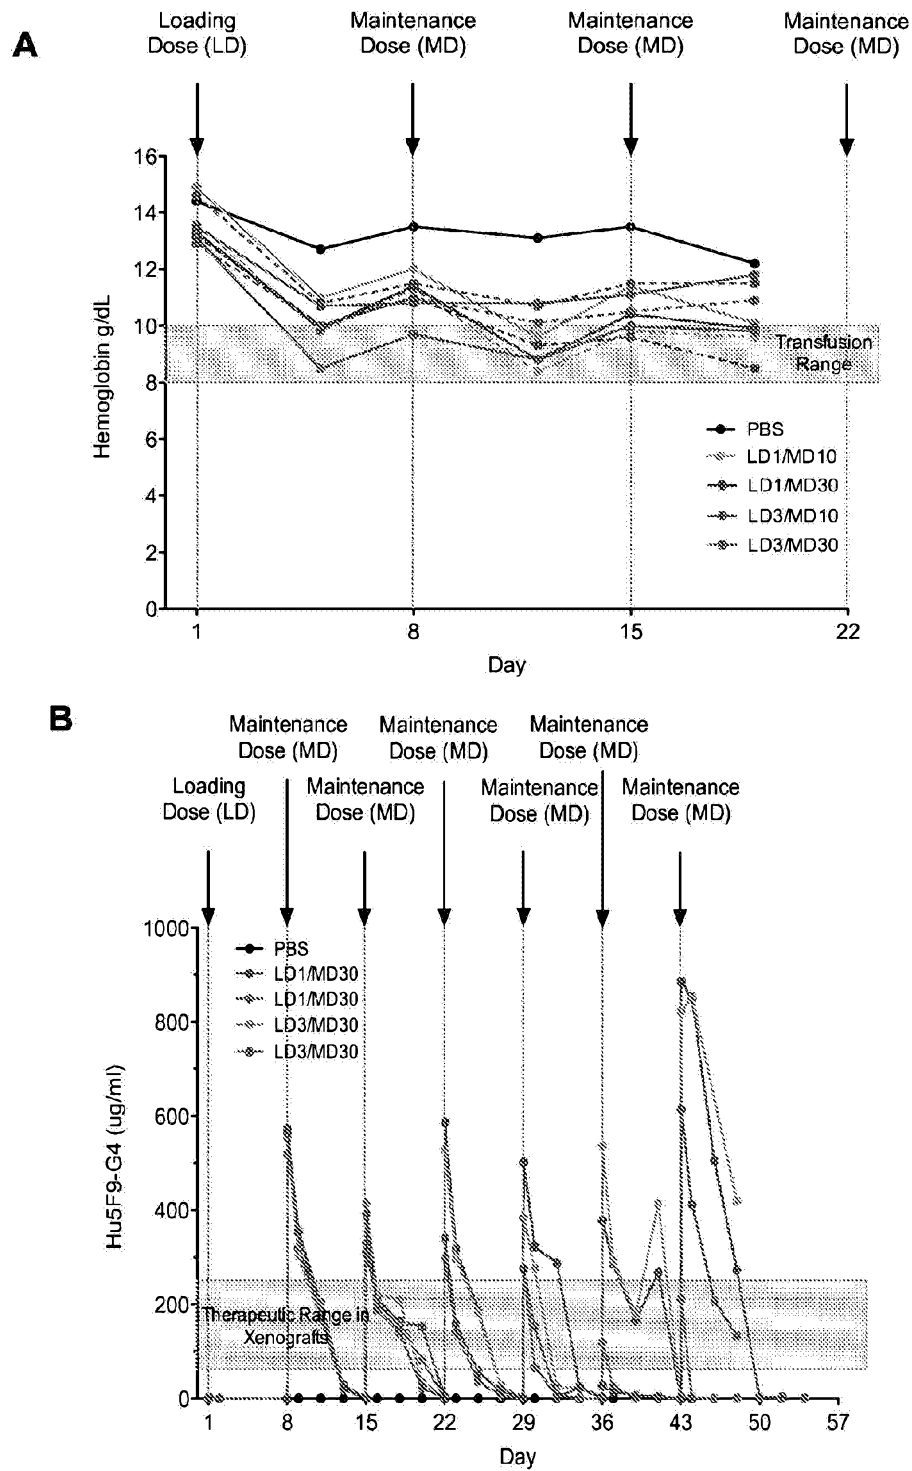 A
Loading
Dose (LD)
Maintenance
Dose (MD)
Maintenance
Dose (MD)
Maintenance
Dose (MD)
Hemoglobin g/dL
16
14
12
10
8
6
4
2
0
Transfusion
Range
PBS
LD1/MD10
LD1/MD30
LD3/MD10
LD3/MD30
1
8
15
22
Day
B
Maintenance
Dose (MD)
Maintenance
Dose (MD)
Maintenance
Dose (MD)
Loading
Dose (LD)
Maintenance
Dose (MD)
Maintenance
Dose (MD)
Maintenance
Dose (MD)
Hu5F9-G4 (ug/ml)
1000
800
600
400
200
0
PBS
LD1/MD30
LD1/MD30
LD3/MD30
LD3/MD30
Therapeutic Range in
Xenografts
1
8
15
22
29
36
43
50
57
Day